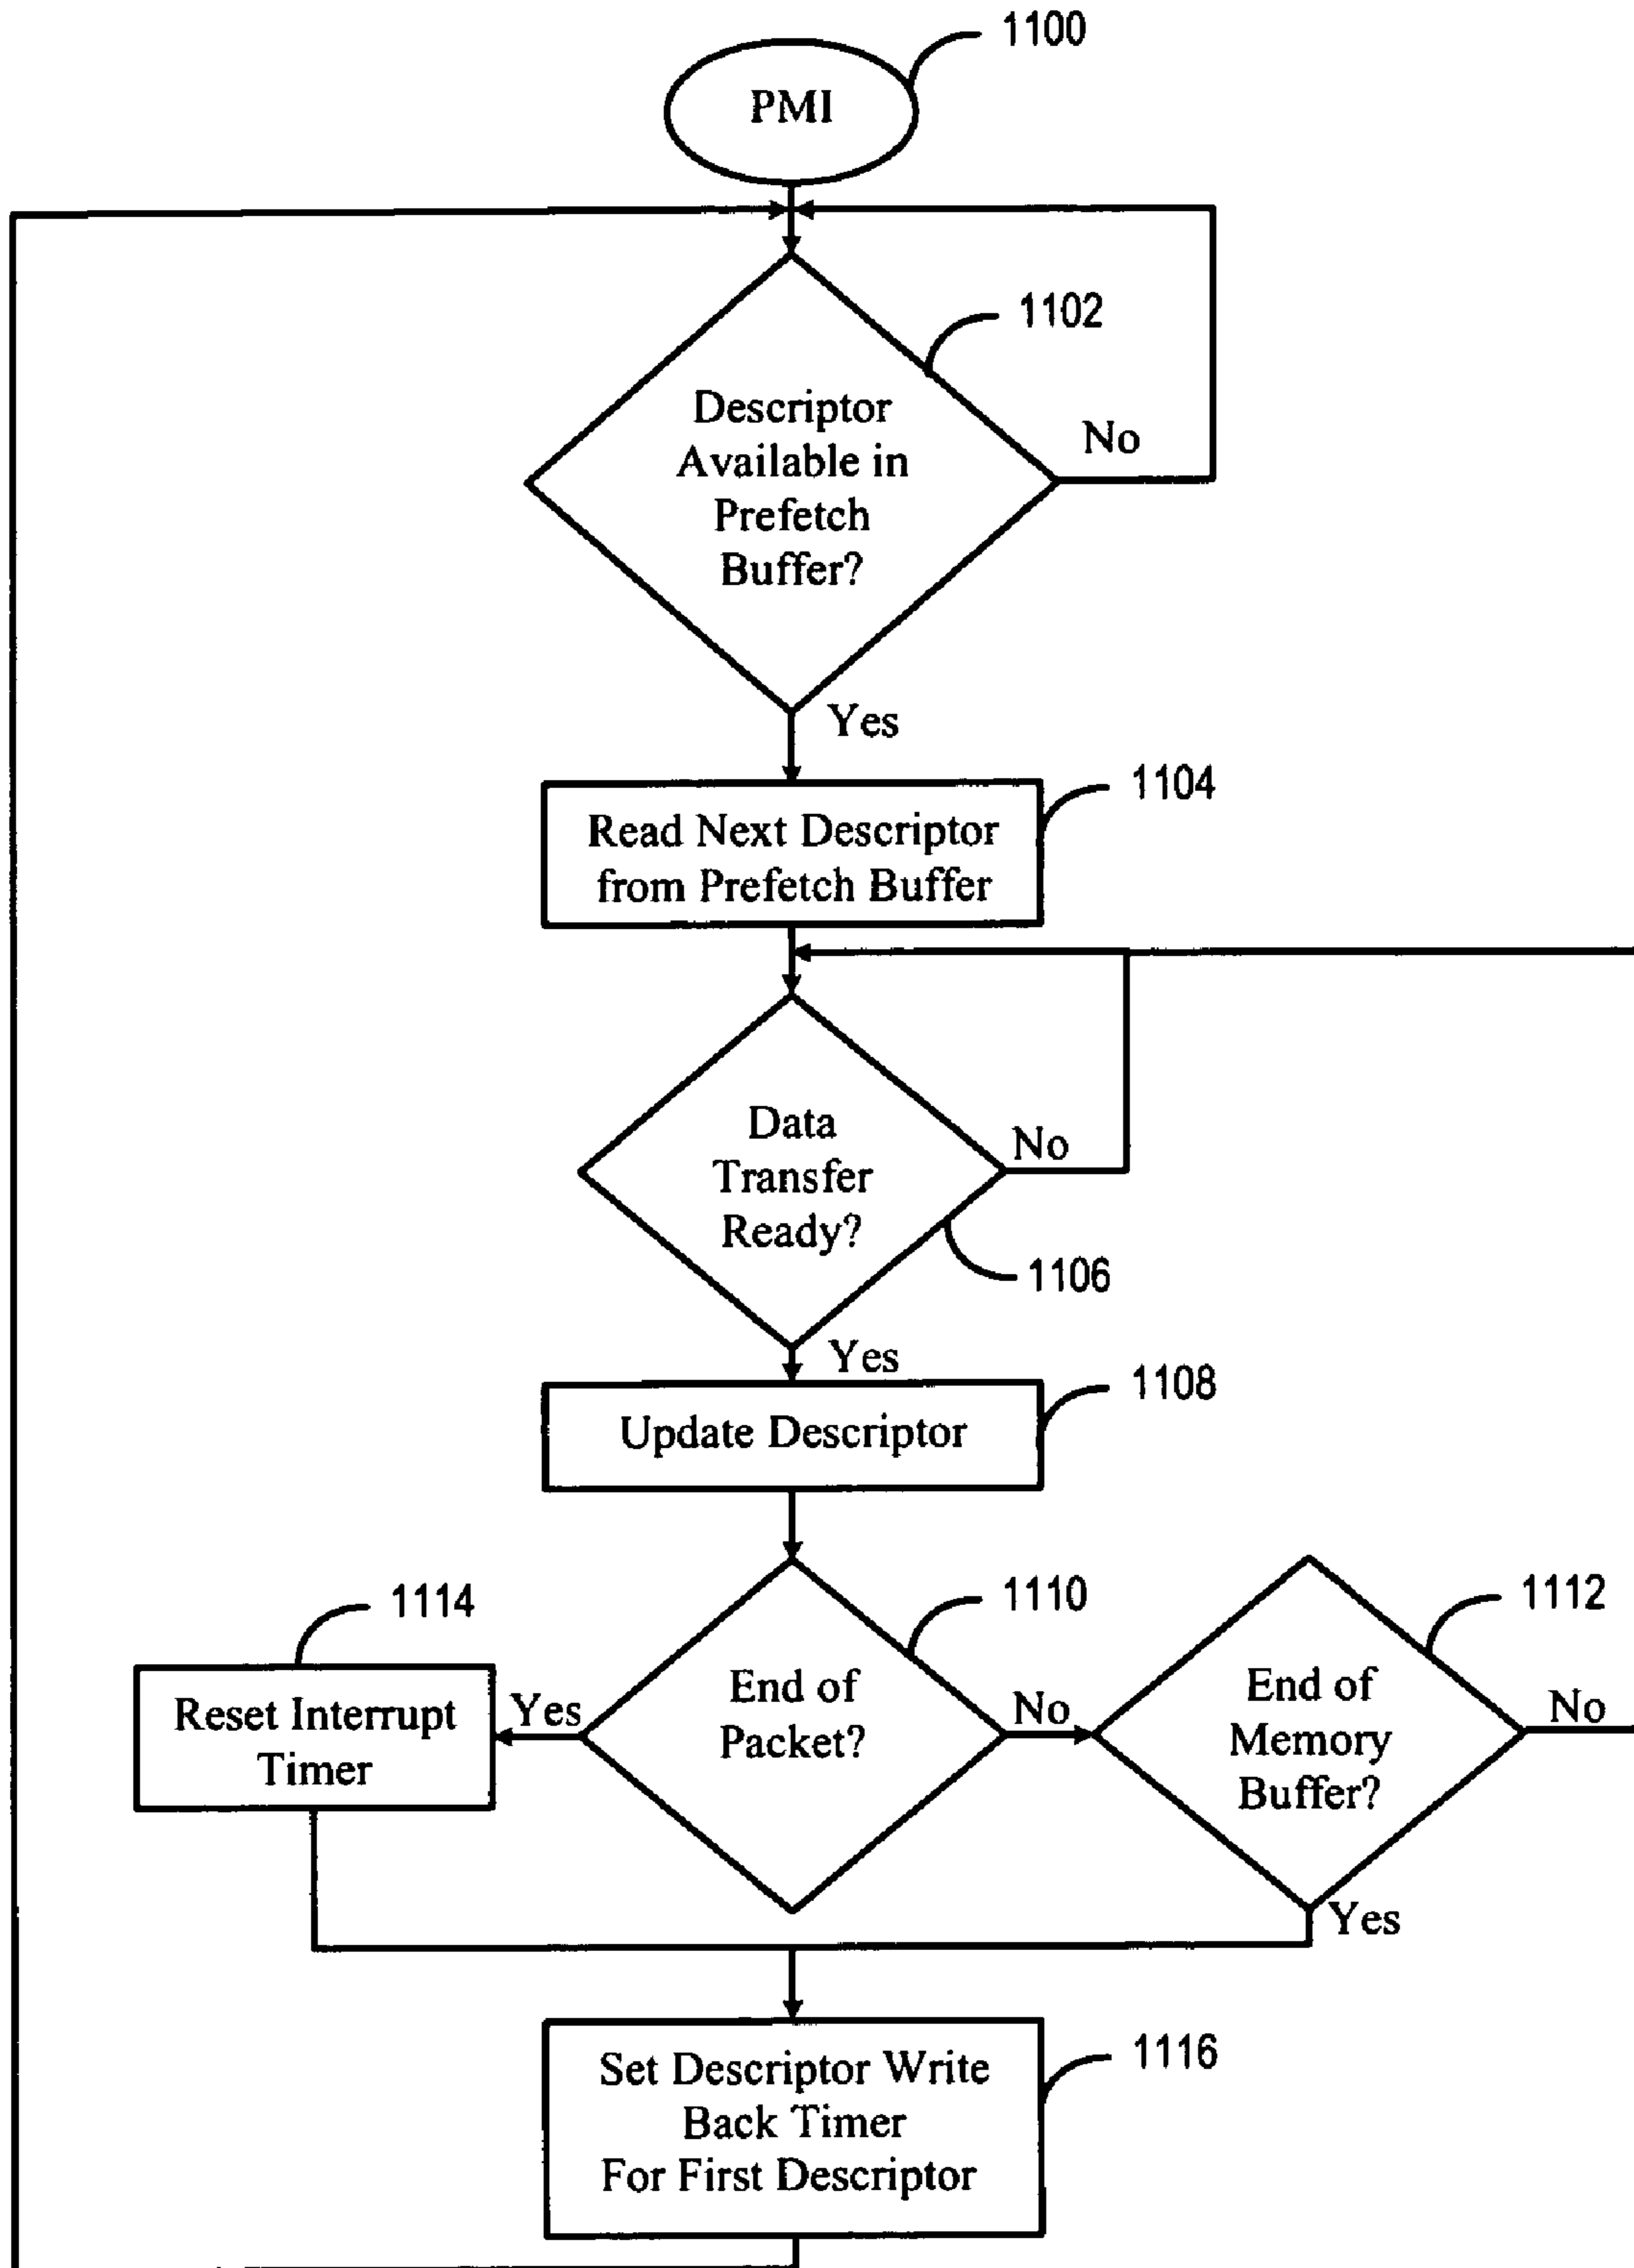 1100
PMI
1102
Descriptor
Available in
Prefetch
Buffer?
No
Yes
1104
Read Next Descriptor
from Prefetch Buffer
Data
Transfer
Ready?
No
1106
Yes
1108
Update Descriptor
1114
1110
1112
Reset Interrupt
Timer
Yes
End of
Packet?
No
End of
Memory
Buffer?
No
Yes
1116
Set Descriptor Write
Back Timer
For First Descriptor